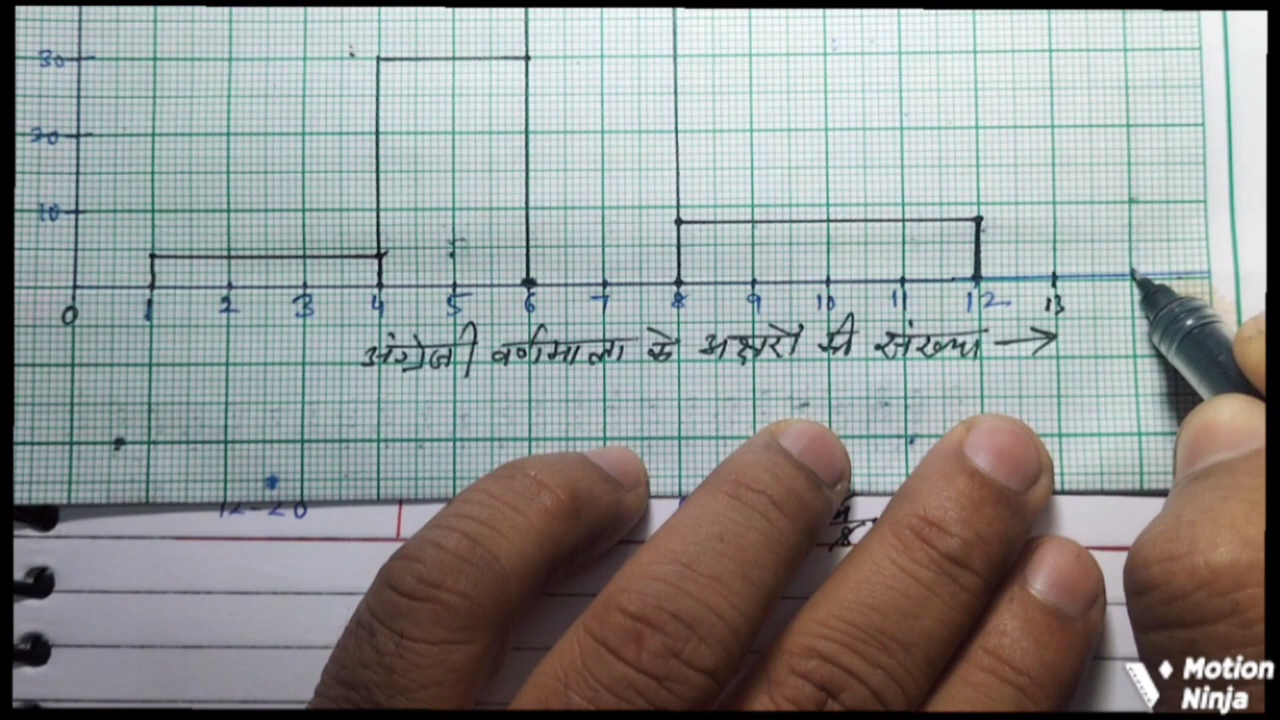 30
20
10
0 1 2 3 4 5 6 7 8 9 10 11 12 13
अंग्रेजी वर्णमाला के अक्षरों की संख्या →
12-20
Motion
Ninja